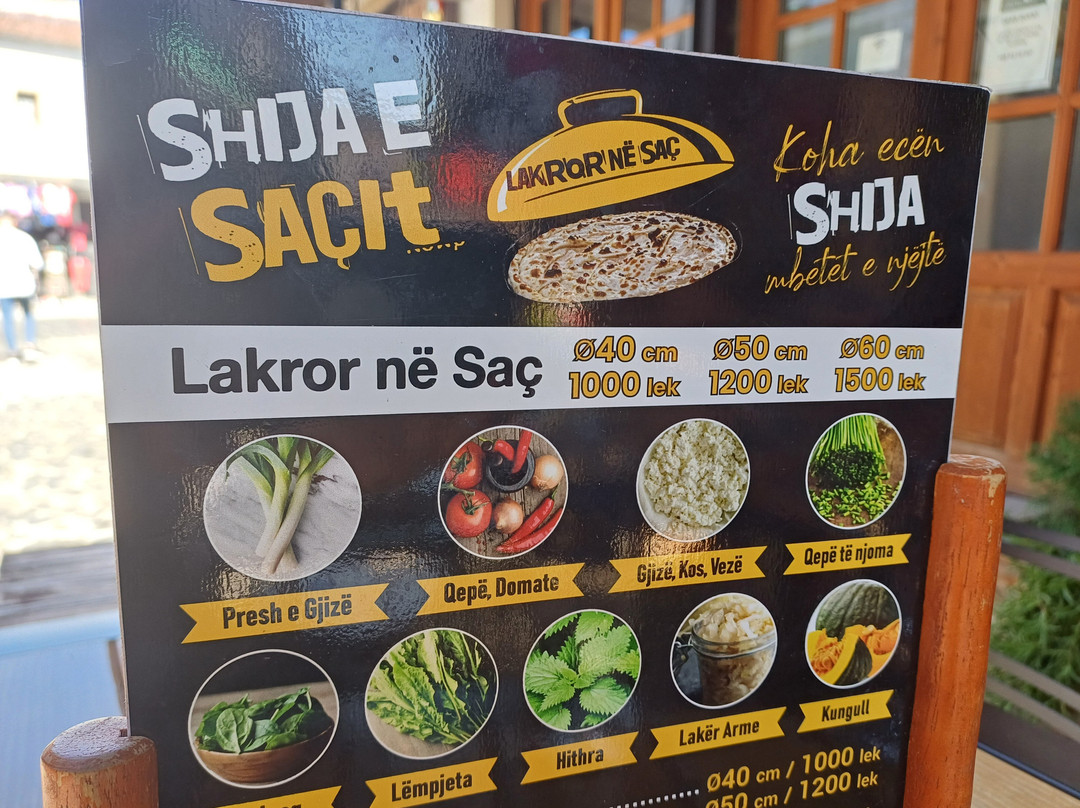 SHIJA E
SAÇIt
LAKROR NË SAÇ
Koha ecën
SHIJA
mbetët e njëjtë
Lakror në Saç
Ø40 cm Ø50 cm Ø60 cm
1000 lek 1200 lek 1500 lek
Presh e Gjizë
Qepë, Domate
Gjizë, Kos, Vezë
Qepë të njoma
Lëmpjeta
Hithra
Lakër Arme
Kungull
Ø40 cm / 1000 lek
Ø50 cm / 1200 lek